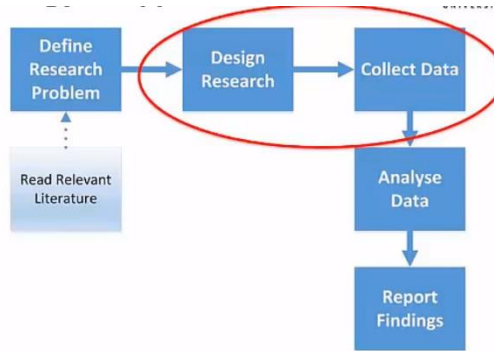 Define
Research
Problem
Design
Research
Collect Data
Read Relevant
Literature
Analyse
Data
Report
Findings